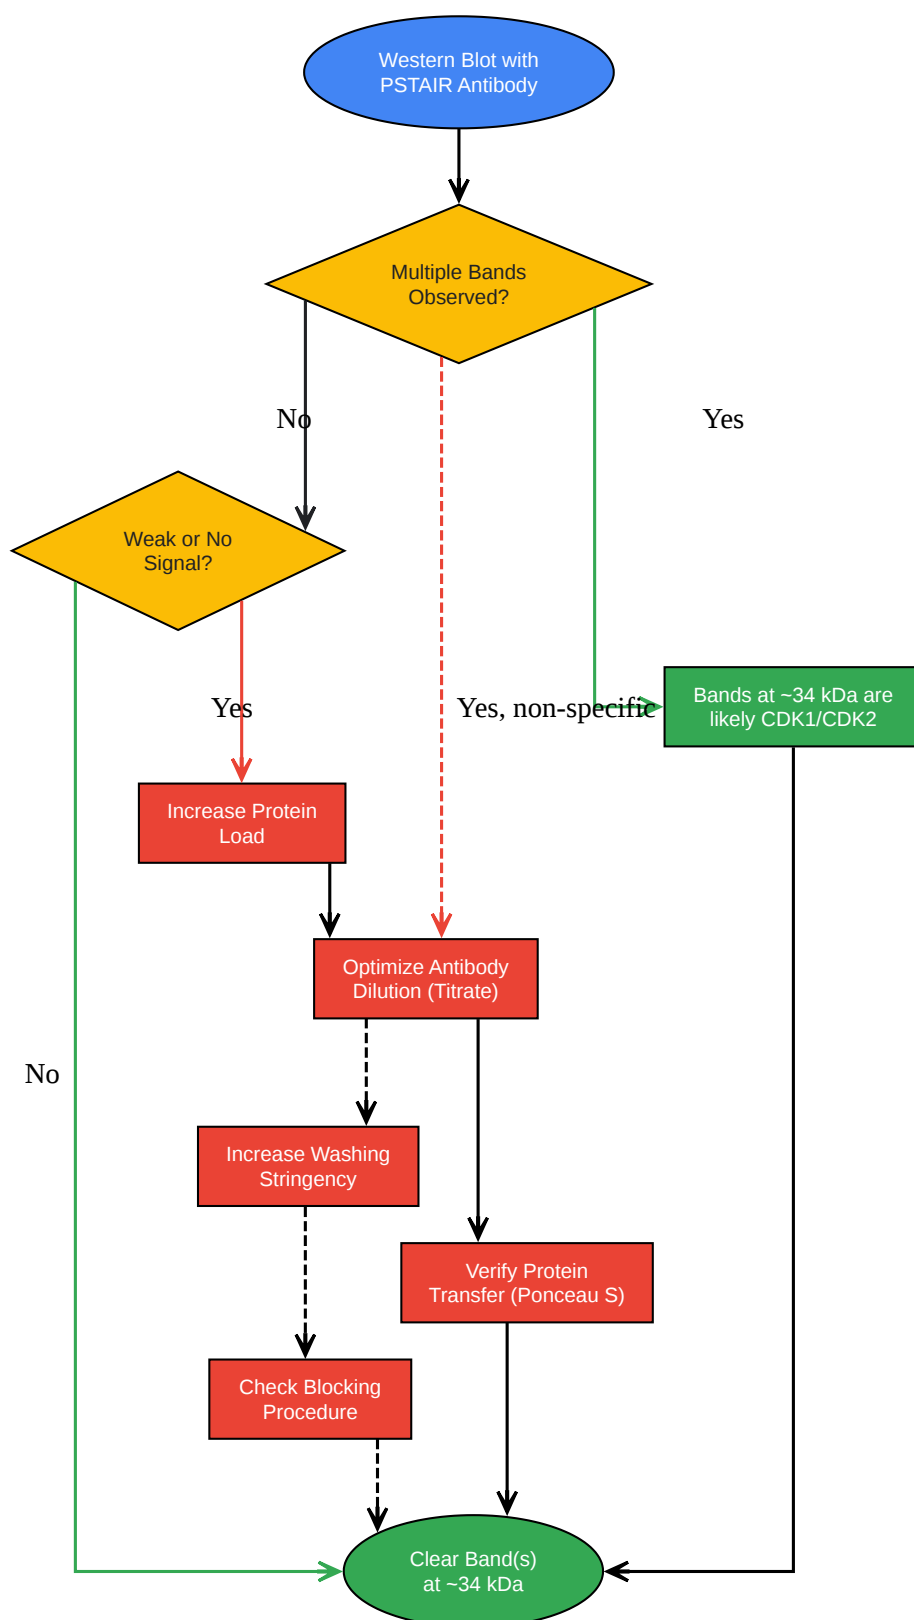 Western Blot with
PSTAIR Antibody
Multiple Bands
Observed?
No
Yes
Weak or No
Signal?
Yes
Yes, non-specific
Bands at ~34 kDa are
likely CDK1/CDK2
Increase Protein
Load
Optimize Antibody
Dilution (Titrate)
No
Increase Washing
Stringency
Verify Protein
Transfer (Ponceau S)
Check Blocking
Procedure
Clear Band(s)
at ~34 kDa